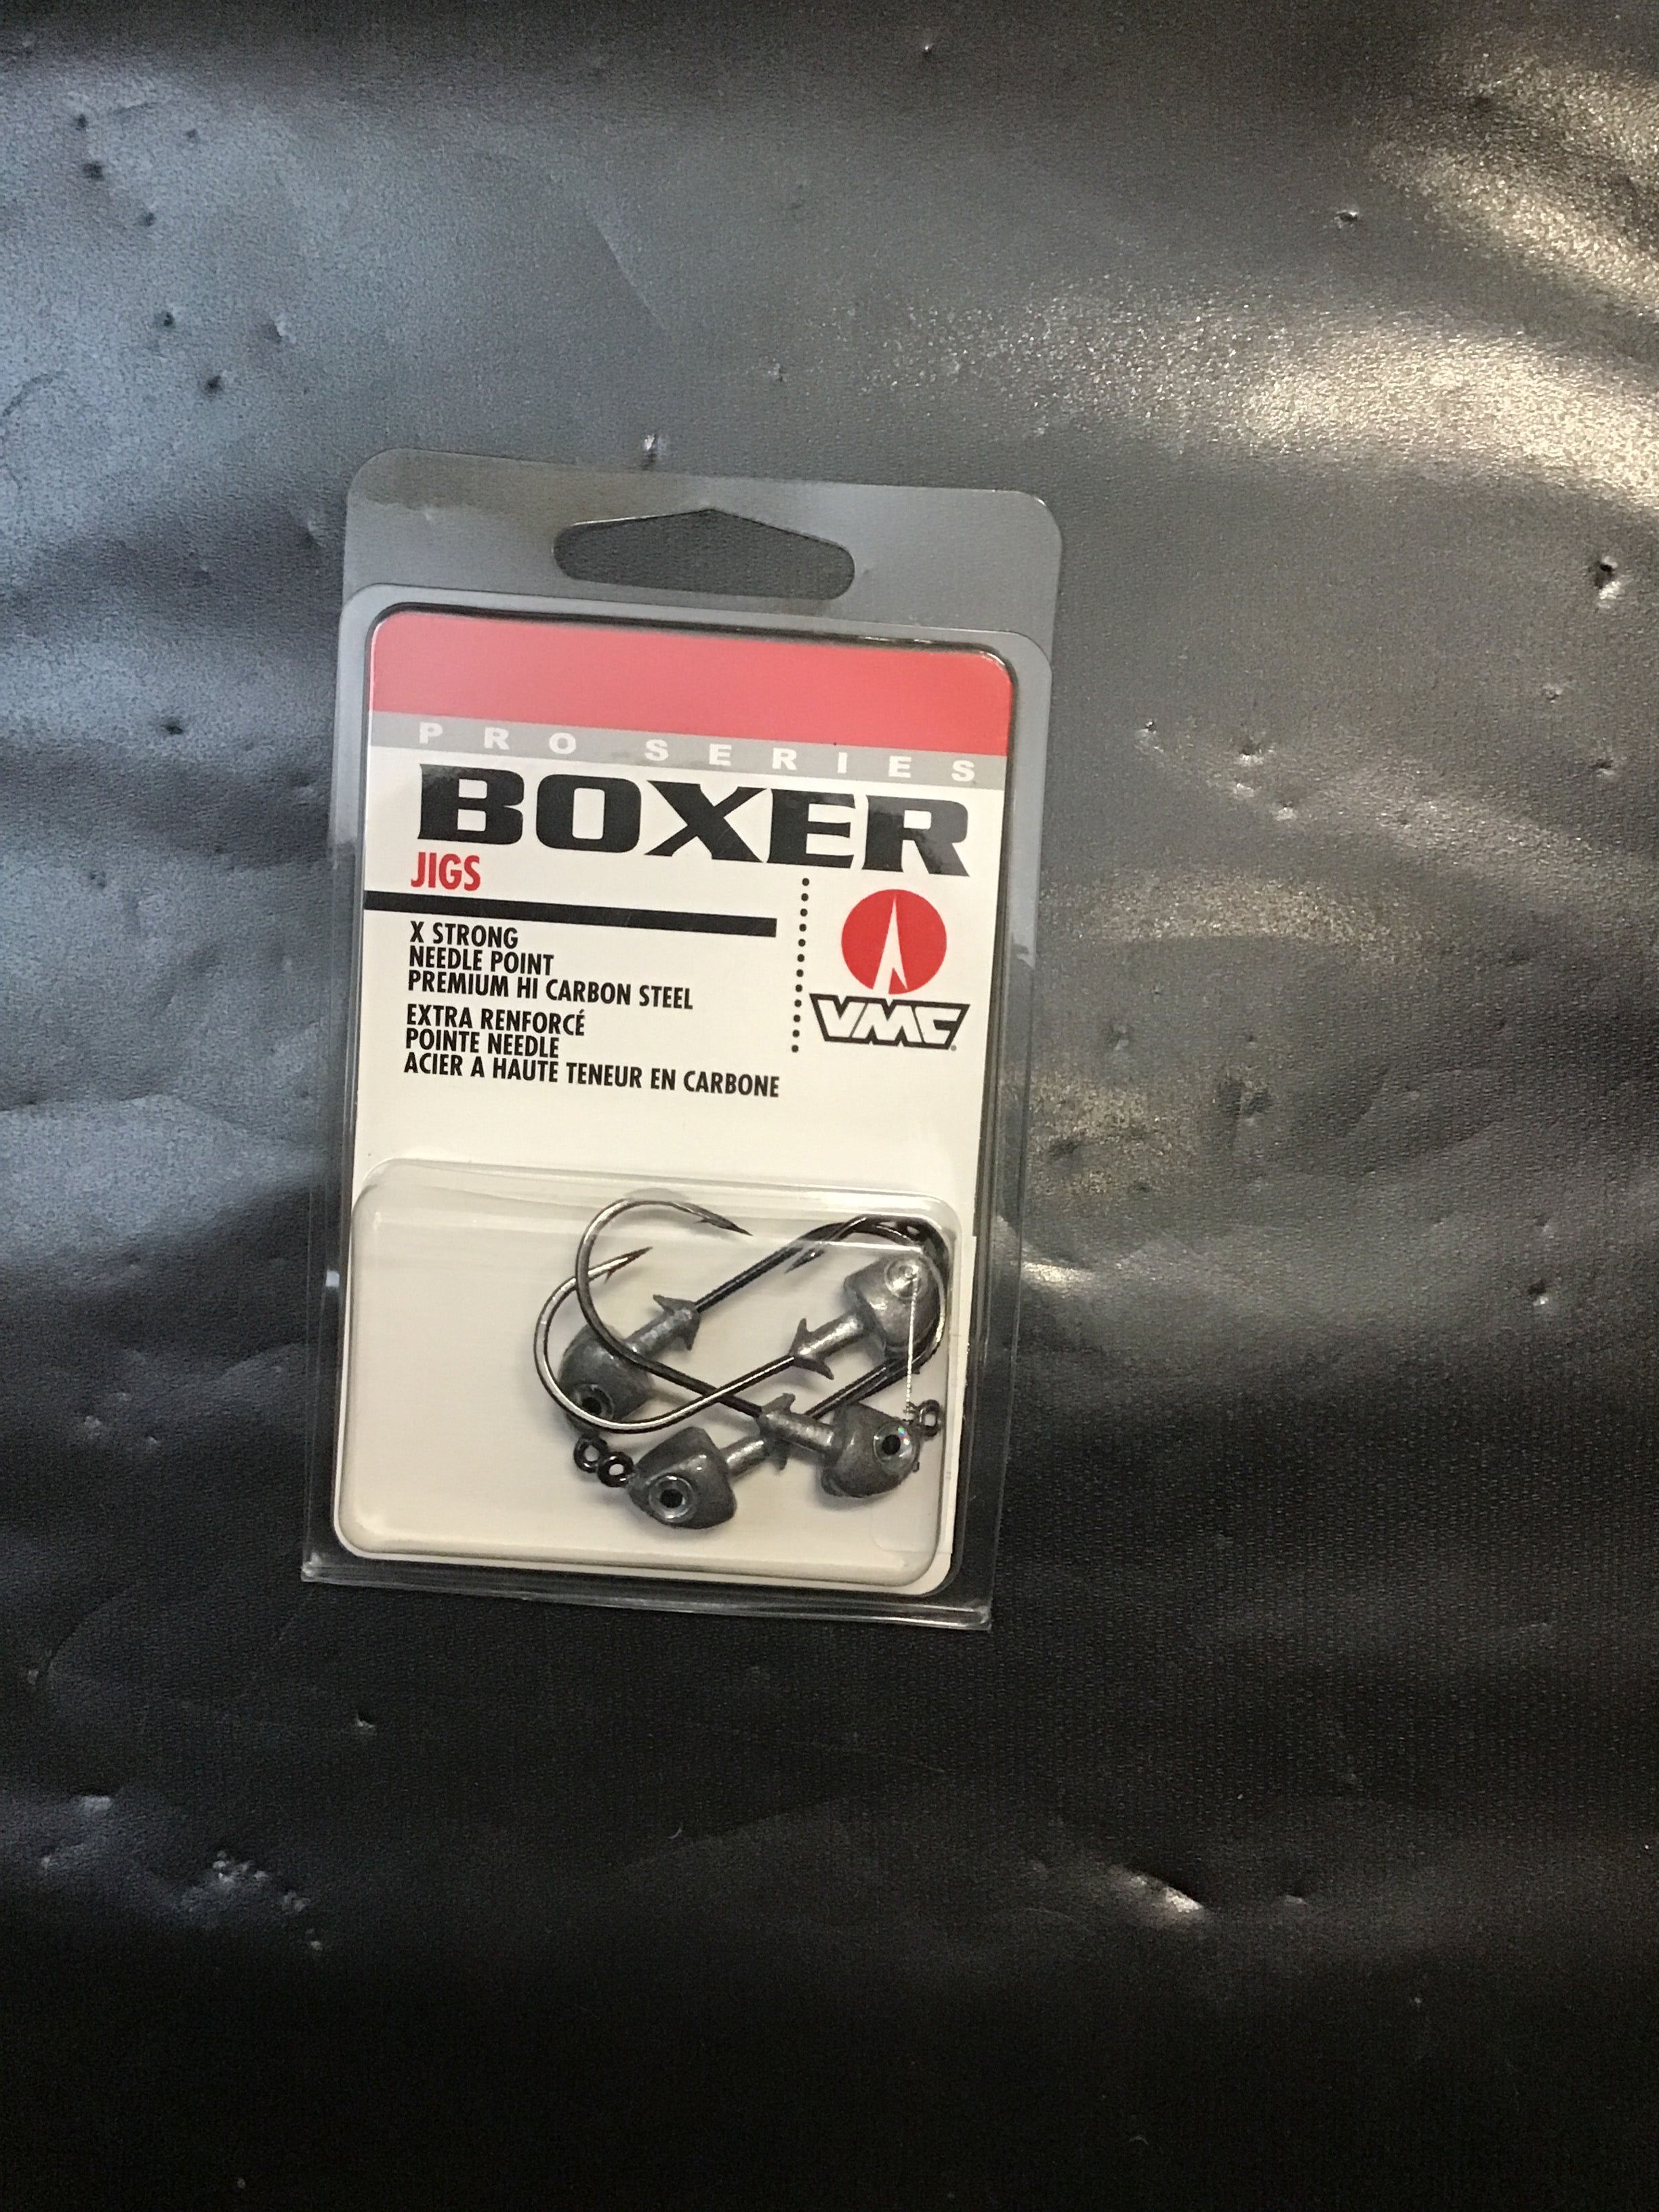 PRO SERIES
BOXER
JIGS
X STRONG
NEEDLE POINT
PREMIUM HI CARBON STEEL
EXTRA RENFORCÉ
POINTE NEEDLE
ACIER A HAUTE TENEUR EN CARBONE
VMC